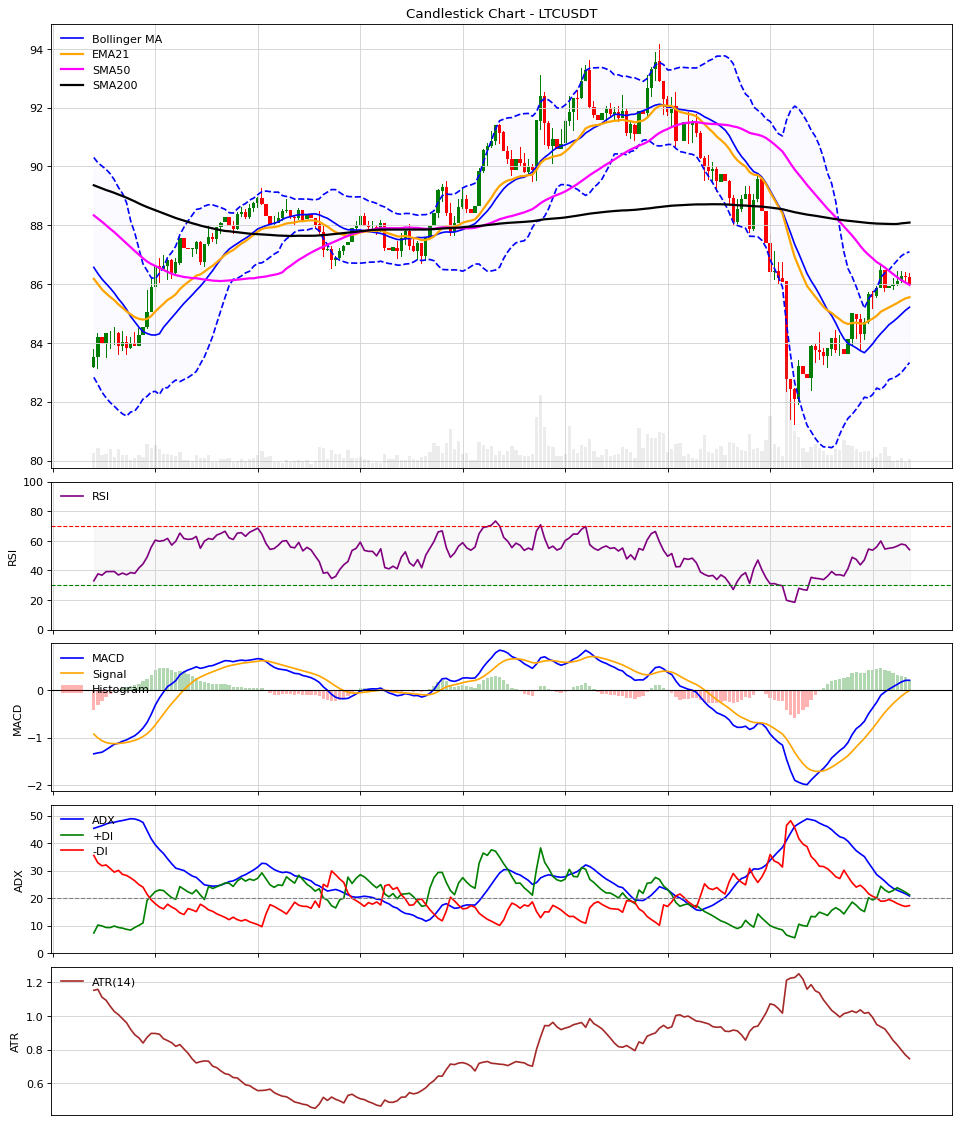 Candlestick Chart - LTCUSDT
Bollinger MA
EMA21
SMA50
SMA200
94
92
90
88
86
84
82
80
RSI
RSI
100
80
60
40
20
0
MACD
Signal
Histogram
MACD
0
−1
−2
ADX
+DI
-DI
ADX
50
40
30
20
10
0
ATR(14)
ATR
1.2
1.0
0.8
0.6